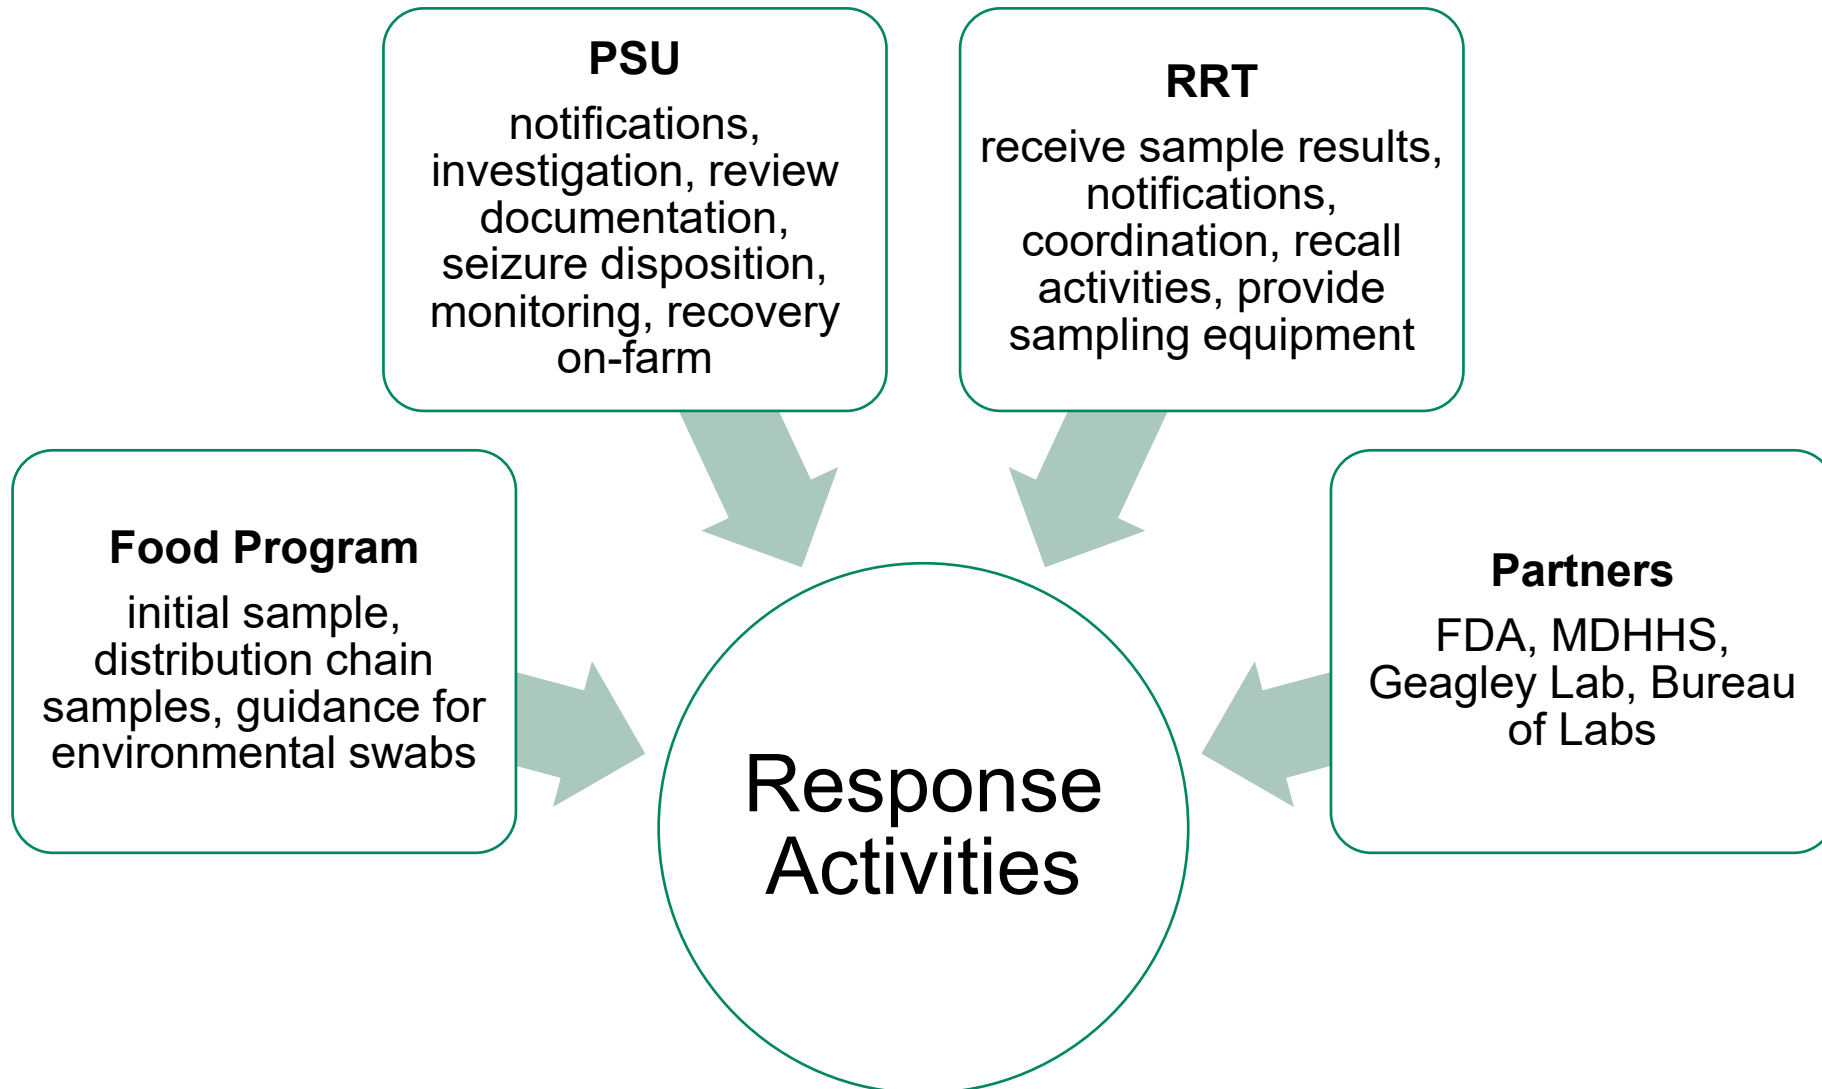 PSU
notifications,
investigation, review
documentation,
seizure disposition,
monitoring, recovery
on-farm
RRT
receive sample results,
notifications,
coordination, recall
activities, provide
sampling equipment
Food Program
initial sample,
distribution chain
samples, guidance for
environmental swabs
Partners
FDA, MDHHS,
Geagley Lab, Bureau
of Labs
Response
Activities